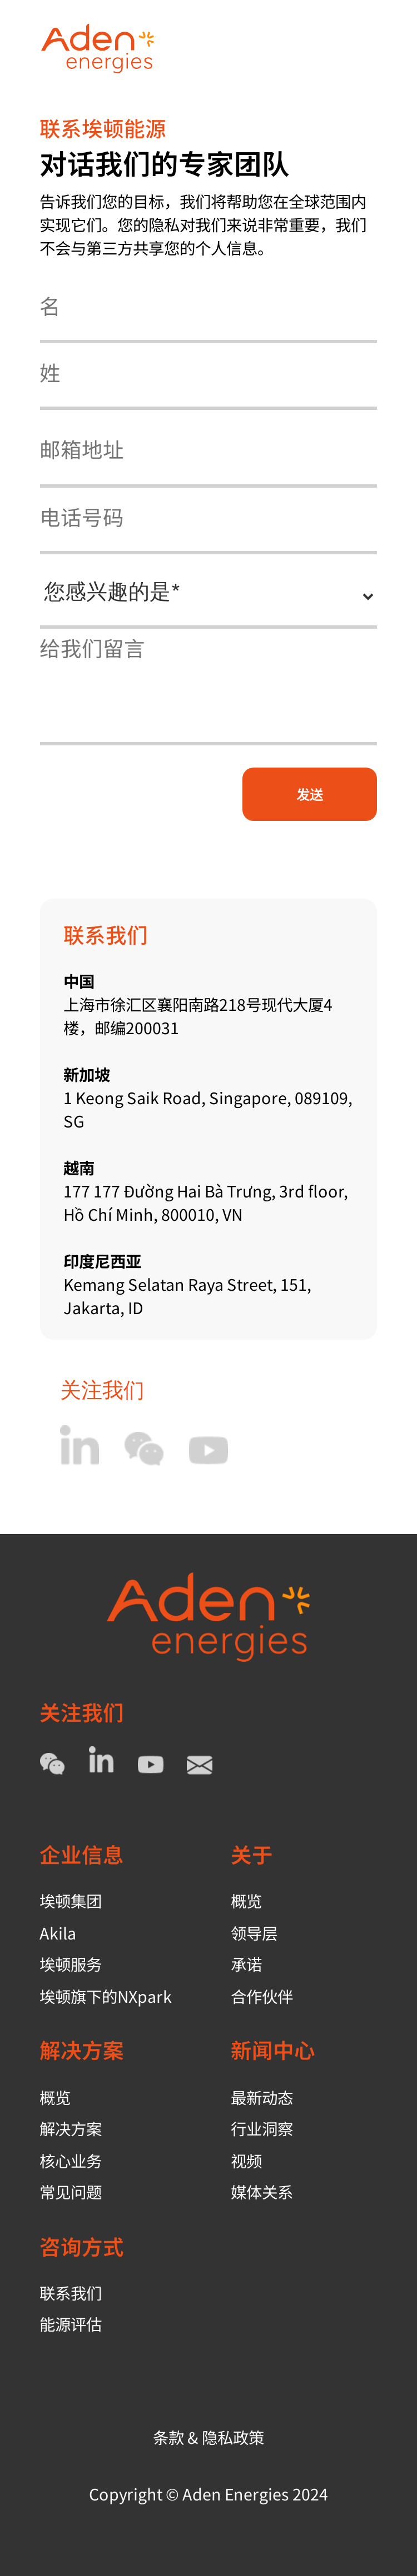 Aden
energies
联系埃顿能源
对话我们的专家团队
告诉我们您的目标，我们将帮助您在全球范围内
实现它们。您的隐私对我们来说非常重要，我们
不会与第三方共享您的个人信息。
名
姓
邮箱地址
电话号码
您感兴趣的是*
给我们留言
发送
联系我们
中国
上海市徐汇区襄阳南路218号现代大厦4
楼，邮编200031
新加坡
1 Keong Saik Road, Singapore, 089109,
SG
越南
177 177 Đường Hai Bà Trưng, 3rd floor,
Hồ Chí Minh, 800010, VN
印度尼西亚
Kemang Selatan Raya Street, 151,
Jakarta, ID
关注我们
Aden
energies
关注我们
企业信息
埃顿集团
Akila
埃顿服务
埃顿旗下的NXpark
关于
概览
领导层
承诺
合作伙伴
解决方案
概览
解决方案
核心业务
常见问题
新闻中心
最新动态
行业洞察
视频
媒体关系
咨询方式
联系我们
能源评估
条款 & 隐私政策
Copyright © Aden Energies 2024